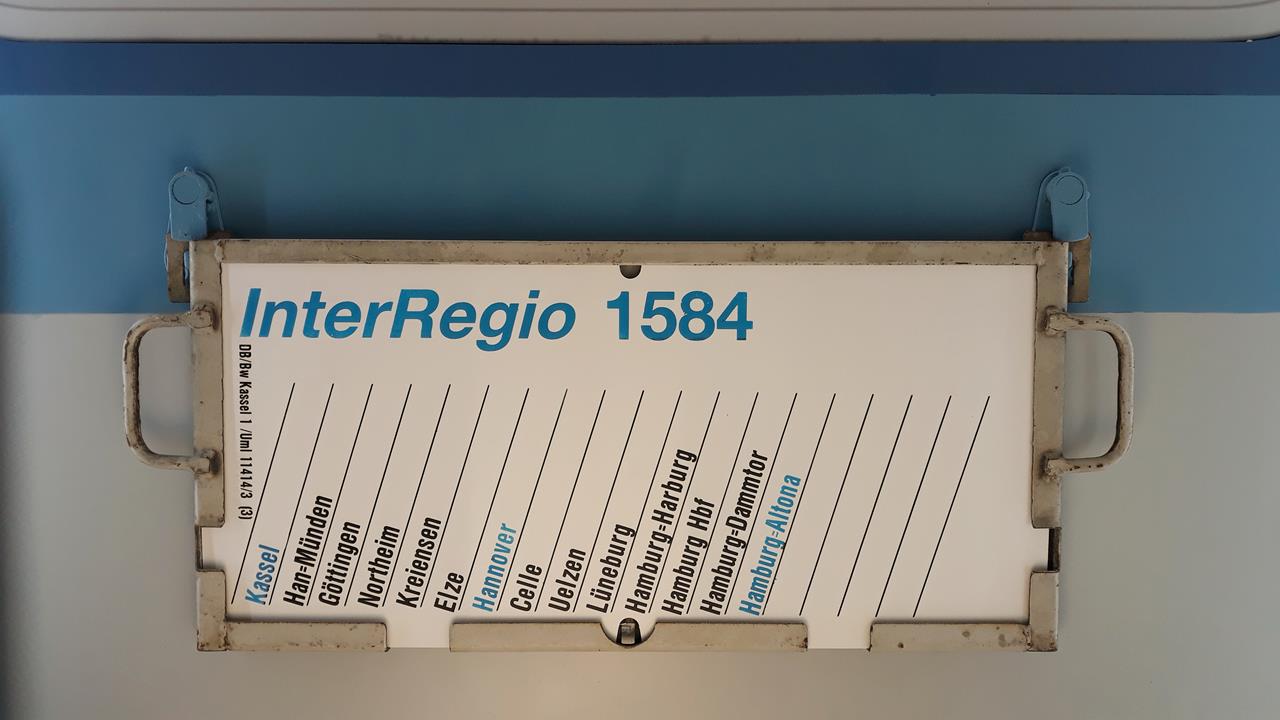 InterRegio 1584
DB/Bw Kassel 1 /Uml 11414/3 (3)
Kassel
Han=Münden
Göttingen
Northeim
Kreiensen
Elze
Hannover
Celle
Uelzen
Lüneburg
Hamburg=Harburg
Hamburg Hbf
Hamburg=Dammtor
Hamburg=Altona